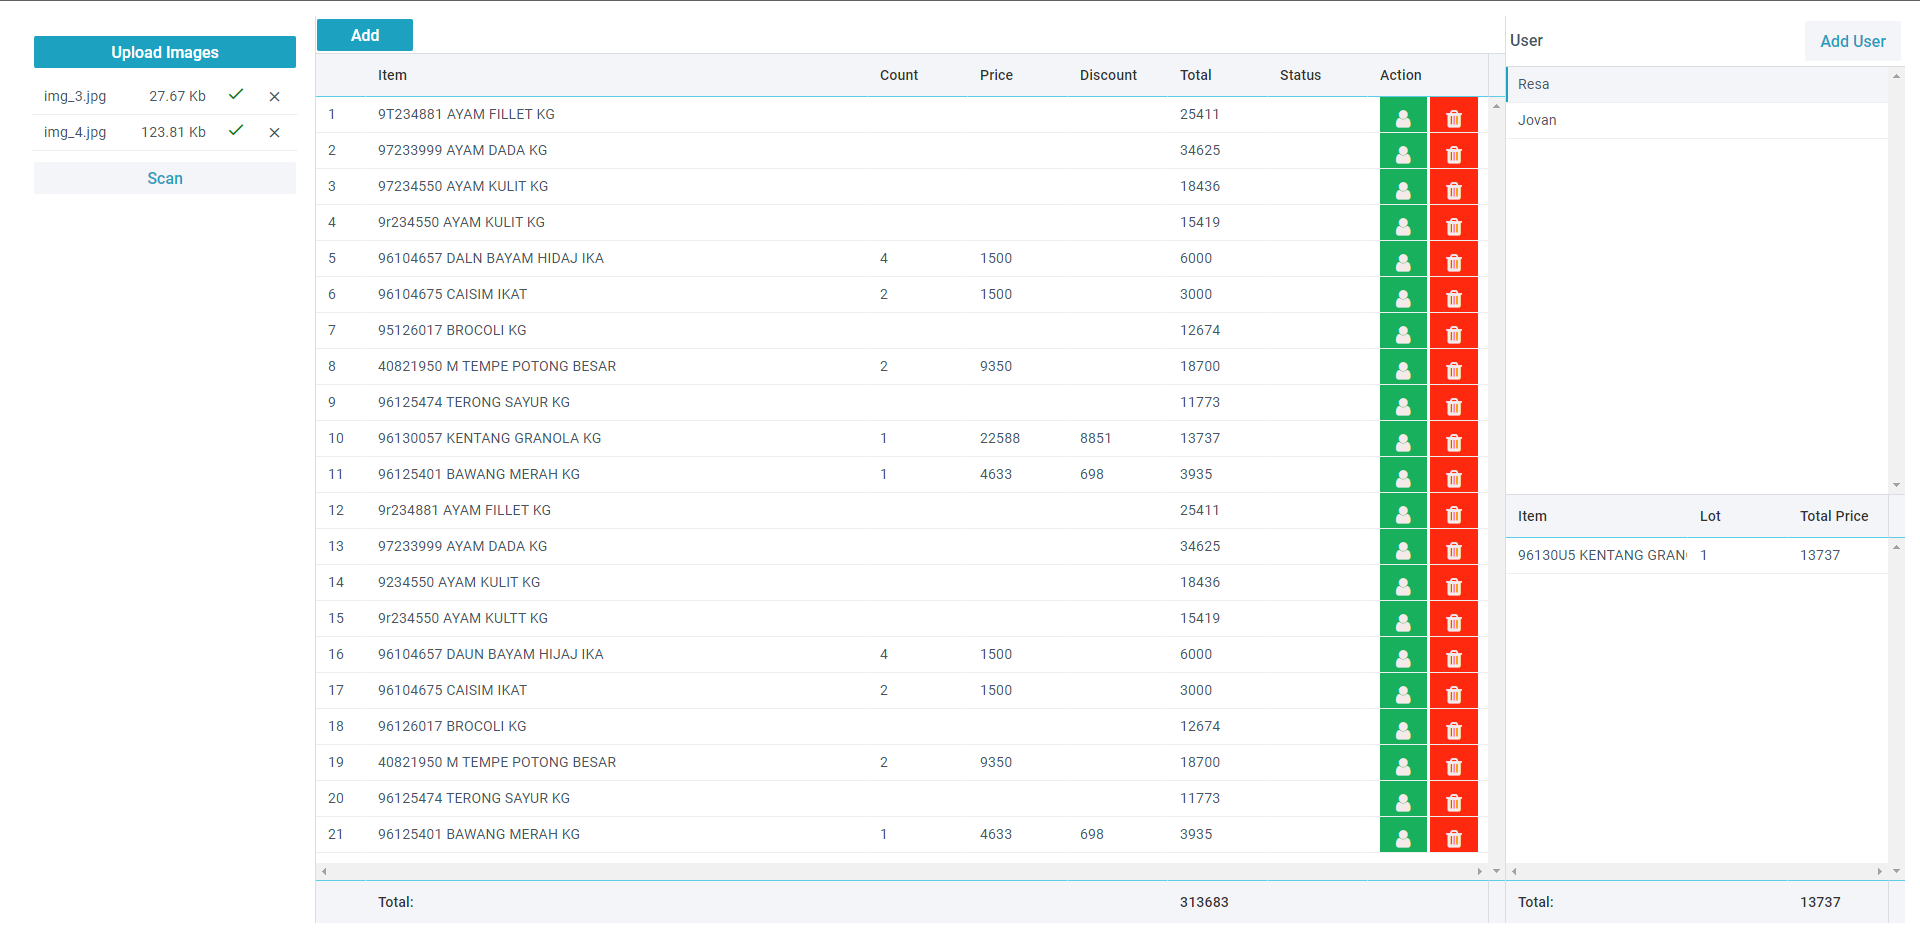 Upload Images
img_3.jpg 27.67 Kb
img_4.jpg 123.81 Kb
Scan
Add
Item Count Price Discount Total Status Action
1 9T234881 AYAM FILLET KG 25411
2 97233999 AYAM DADA KG 34625
3 97234550 AYAM KULIT KG 18436
4 9r234550 AYAM KULIT KG 15419
5 96104657 DALN BAYAM HIDAJ IKA 4 1500 6000
6 96104675 CAISIM IKAT 2 1500 3000
7 95126017 BROCOLI KG 12674
8 40821950 M TEMPE POTONG BESAR 2 9350 18700
9 96125474 TERONG SAYUR KG 11773
10 96130057 KENTANG GRANOLA KG 1 22588 8851 13737
11 96125401 BAWANG MERAH KG 1 4633 698 3935
12 9r234881 AYAM FILLET KG 25411
13 97233999 AYAM DADA KG 34625
14 9234550 AYAM KULIT KG 18436
15 9r234550 AYAM KULTT KG 15419
16 96104657 DAUN BAYAM HIJAJ IKA 4 1500 6000
17 96104675 CAISIM IKAT 2 1500 3000
18 96126017 BROCOLI KG 12674
19 40821950 M TEMPE POTONG BESAR 2 9350 18700
20 96125474 TERONG SAYUR KG 11773
21 96125401 BAWANG MERAH KG 1 4633 698 3935
Total: 313683
User Add User
Resa
Jovan
Item Lot Total Price
96130U5 KENTANG GRAN 1 13737
Total: 13737